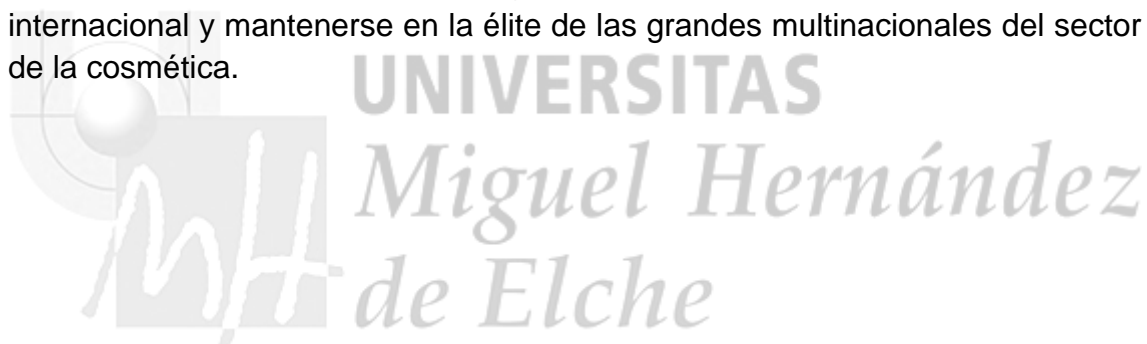 internacional y mantenerse en la élite de las grandes multinacionales del sector
de la cosmética.
UNIVERSITAS
Miguel Hernández
MH de Elche